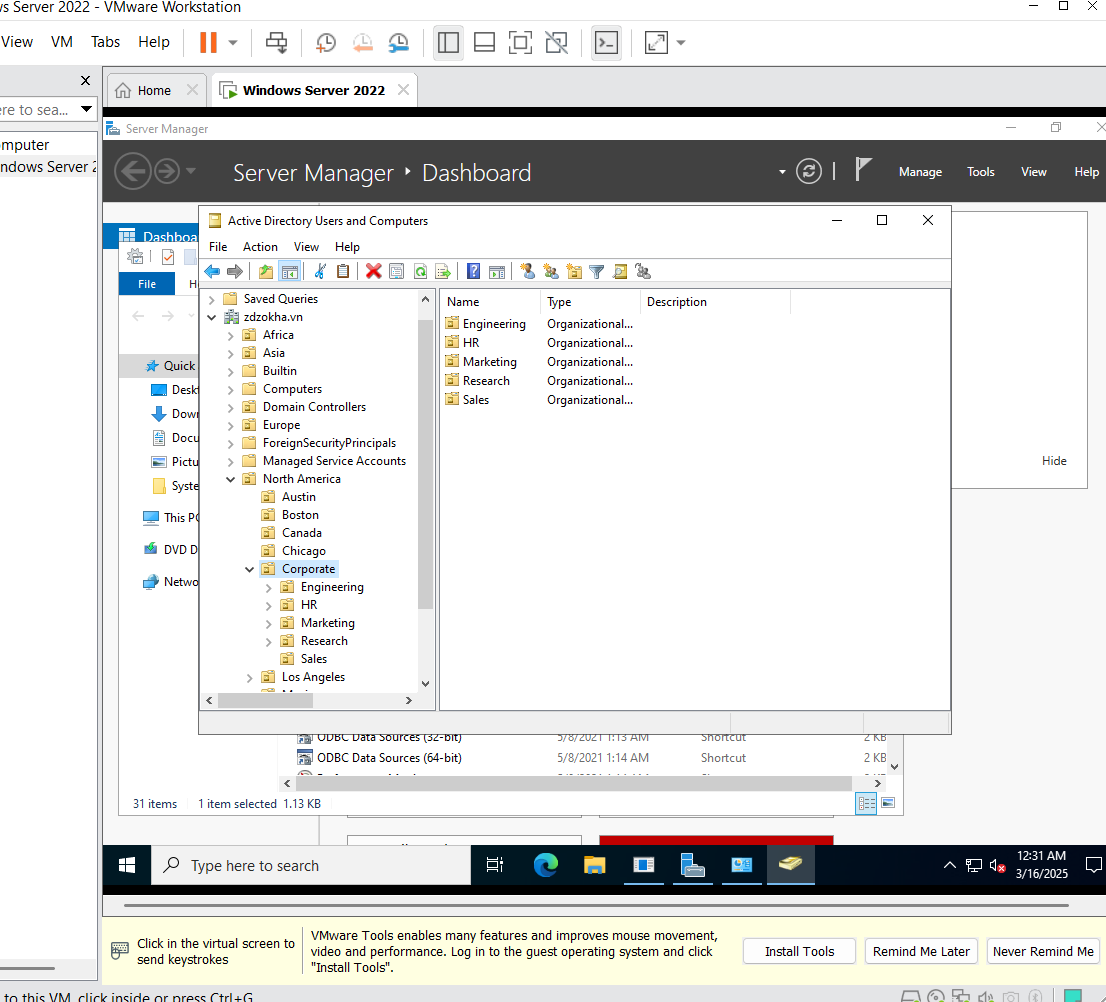 s Server 2022 - VMware Workstation
View VM Tabs Help
Home
Windows Server 2022
ere to sea...
mputer
ndows Server 2
Server Manager
Server Manager Dashboard
Manage Tools View Help
Dashboa
File
H
Quick
Deskt
Down
Docu
Pictu
Syste
This PC
DVD D
Netwo
Active Directory Users and Computers
File Action View Help
Saved Queries
zdzokha.vn
Africa
Asia
Builtin
Computers
Domain Controllers
Europe
ForeignSecurityPrincipals
Managed Service Accounts
North America
Austin
Boston
Canada
Chicago
Corporate
Engineering
HR
Marketing
Research
Sales
Los Angeles
Name Type Description
Engineering Organizational...
HR Organizational...
Marketing Organizational...
Research Organizational...
Sales Organizational...
Hide
ODBC Data Sources (32-bit) 5/8/2021 1:13 AM Shortcut 2 KB
ODBC Data Sources (64-bit) 5/8/2021 1:14 AM Shortcut 2 KB
31 items 1 item selected 1.13 KB
Type here to search
12:31 AM
3/16/2025
Click in the virtual screen to
send keystrokes
VMware Tools enables many features and improves mouse movement,
video and performance. Log in to the guest operating system and click
"Install Tools".
Install Tools
Remind Me Later
Never Remind Me
to this VM, click inside or press Ctrl+G